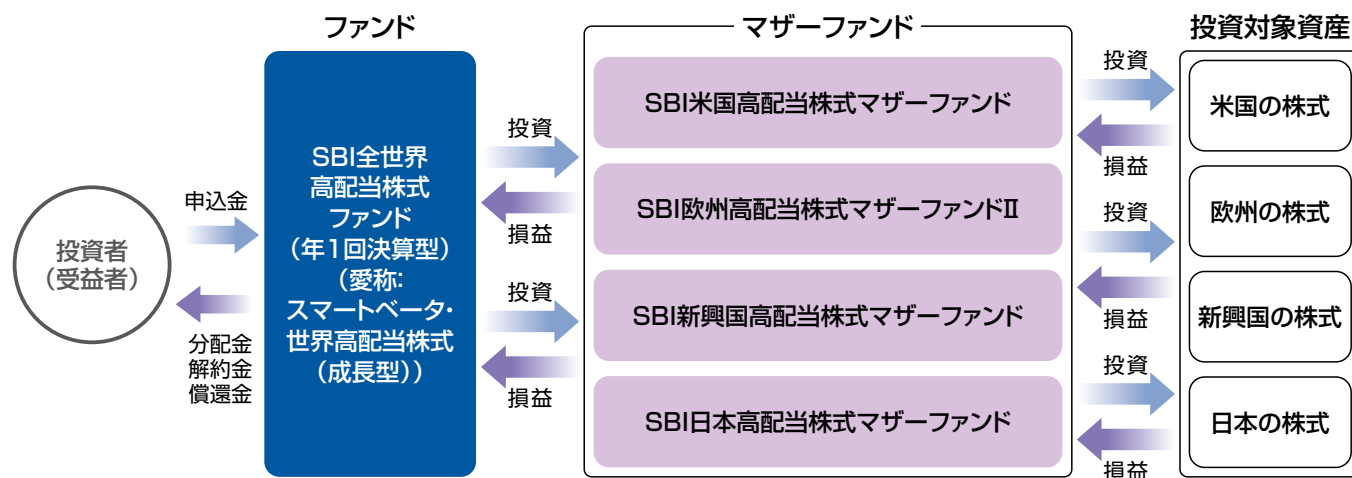 ファンド
マザーファンド
投資対象資産
投資者
（受益者）
申込金
分配金
解約金
償還金
SBI全世界
高配当株式
ファンド
（年1回決算型）
（愛称：
スマートベータ・
世界高配当株式
（成長型））
投資
損益
投資
損益
SBI米国高配当株式マザーファンド
SBI欧州高配当株式マザーファンドⅡ
SBI新興国高配当株式マザーファンド
SBI日本高配当株式マザーファンド
投資
損益
投資
損益
投資
損益
米国の株式
欧州の株式
新興国の株式
日本の株式